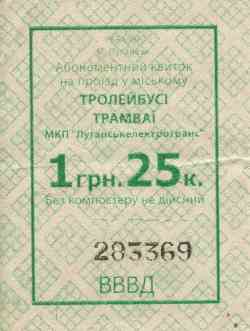 Абонементний квиток
на проїзд у міському
ТРОЛЕЙБУСІ
ТРАМВАЇ
МКП "Луганськелектротранс"
1 грн. 25 к.
Без компостеру не дійсний
283369
ВВВД